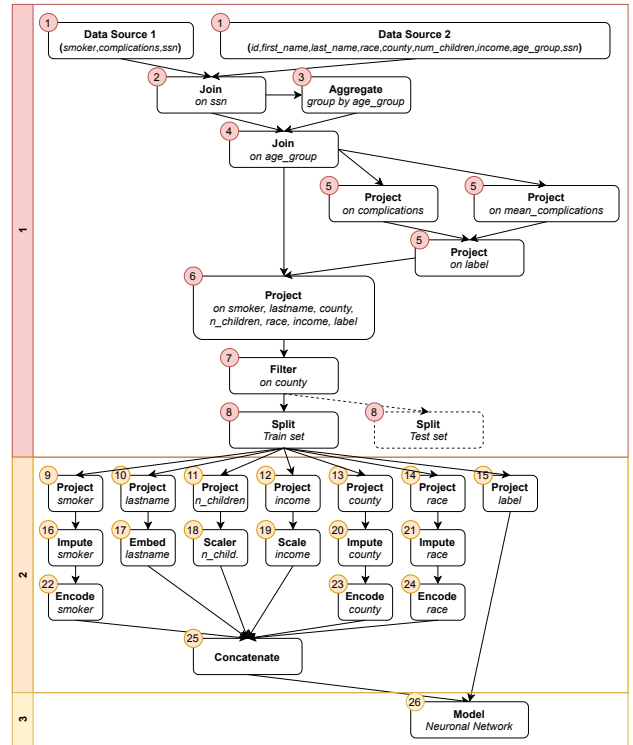 1
Data Source 1
(smoker,complications,ssn)
1
Data Source 2
(id,first_name,last_name,race,county,num_children,income,age_group,ssn)
2
Join
on ssn
3
Aggregate
group by age_group
4
Join
on age_group
5
Project
on complications
5
Project
on mean_complications
5
Project
on label
1
6
Project
on smoker, lastname, county,
n_children, race, income, label
7
Filter
on county
8
Split
Train set
8
Split
Test set
9
Project
smoker
10
Project
lastname
11
Project
n_children
12
Project
income
13
Project
county
14
Project
race
15
Project
label
16
Impute
smoker
17
Embed
lastname
18
Scaler
n_child.
19
Scale
income
20
Impute
county
21
Impute
race
2
22
Encode
smoker
23
Encode
county
24
Encode
race
25
Concatenate
3
26
Model
Neuronal Network